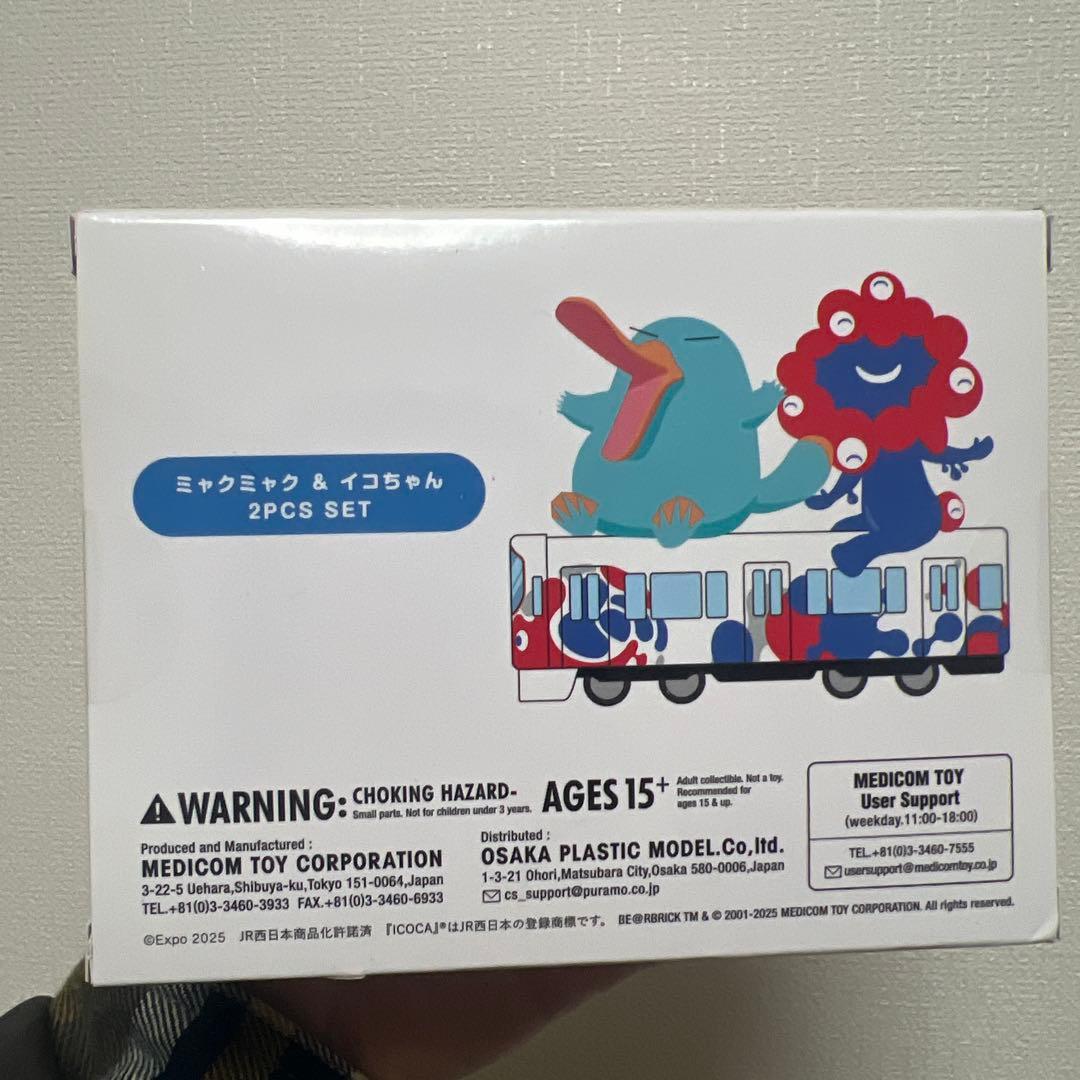 ミャクミャク & イコちゃん
2PCS SET
WARNING: CHOKING HAZARD-
Small parts. Not for children under 3 years.
AGES 15+
Adult collectible. Not a toy.
Recommended for
ages 15 & up.
Produced and Manufactured :
MEDICOM TOY CORPORATION
3-22-5 Uehara,Shibuya-ku,Tokyo 151-0064,Japan
TEL.+81(0)3-3460-3933 FAX.+81(0)3-3460-6933
Distributed :
OSAKA PLASTIC MODEL.Co,ltd.
1-3-21 Ohori,Matsubara City,Osaka 580-0006,Japan
cs_support@puramo.co.jp
MEDICOM TOY
User Support
(weekday.11:00-18:00)
TEL.+81(0)3-3460-7555
usersupport@medicomtoy.co.jp
©Expo 2025 JR西日本商品化許諾済 『ICOCA』®はJR西日本の登録商標です。 BE@RBRICK TM & © 2001-2025 MEDICOM TOY CORPORATION. All rights reserved.